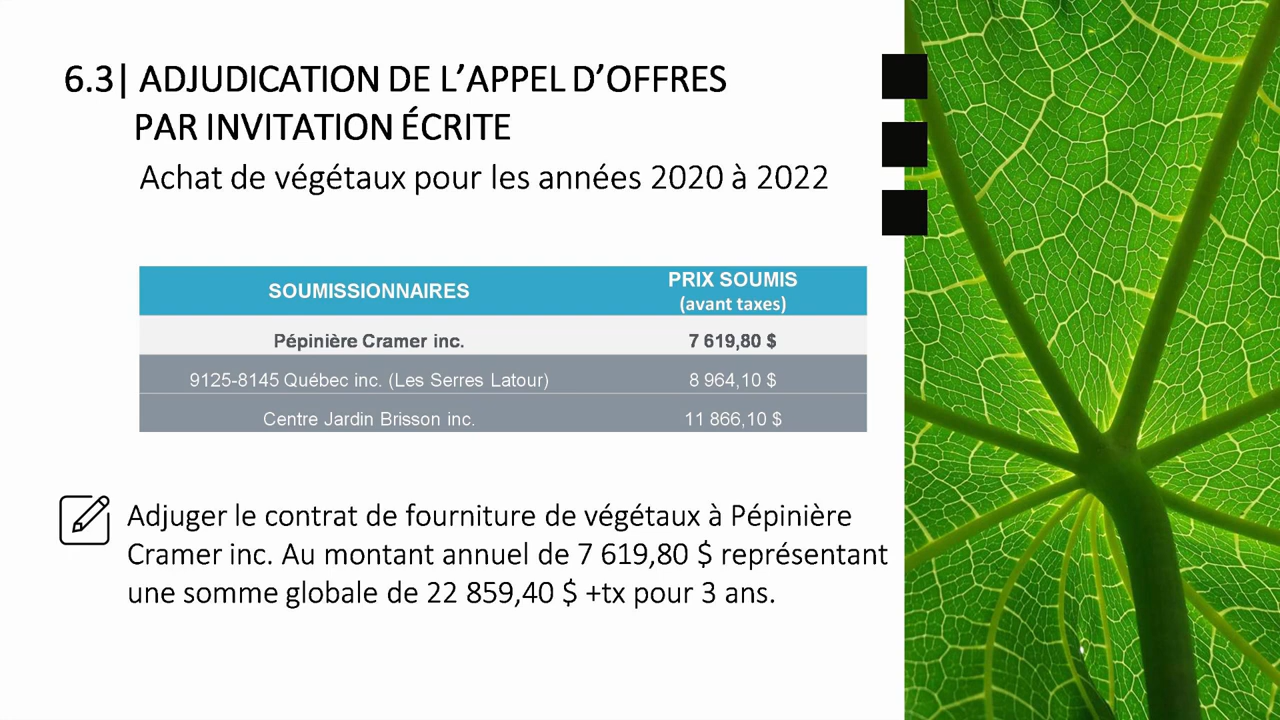 6.3| ADJUDICATION DE L’APPEL D’OFFRES
PAR INVITATION ÉCRITE
Achat de végétaux pour les années 2020 à 2022
SOUMISSIONNAIRES PRIX SOUMIS
(avant taxes)
Pépinière Cramer inc. 7 619,80 $
9125-8145 Québec inc. (Les Serres Latour) 8 964,10 $
Centre Jardin Brisson inc. 11 866,10 $
Adjuger le contrat de fourniture de végétaux à Pépinière
Cramer inc. Au montant annuel de 7 619,80 $ représentant
une somme globale de 22 859,40 $ +tx pour 3 ans.